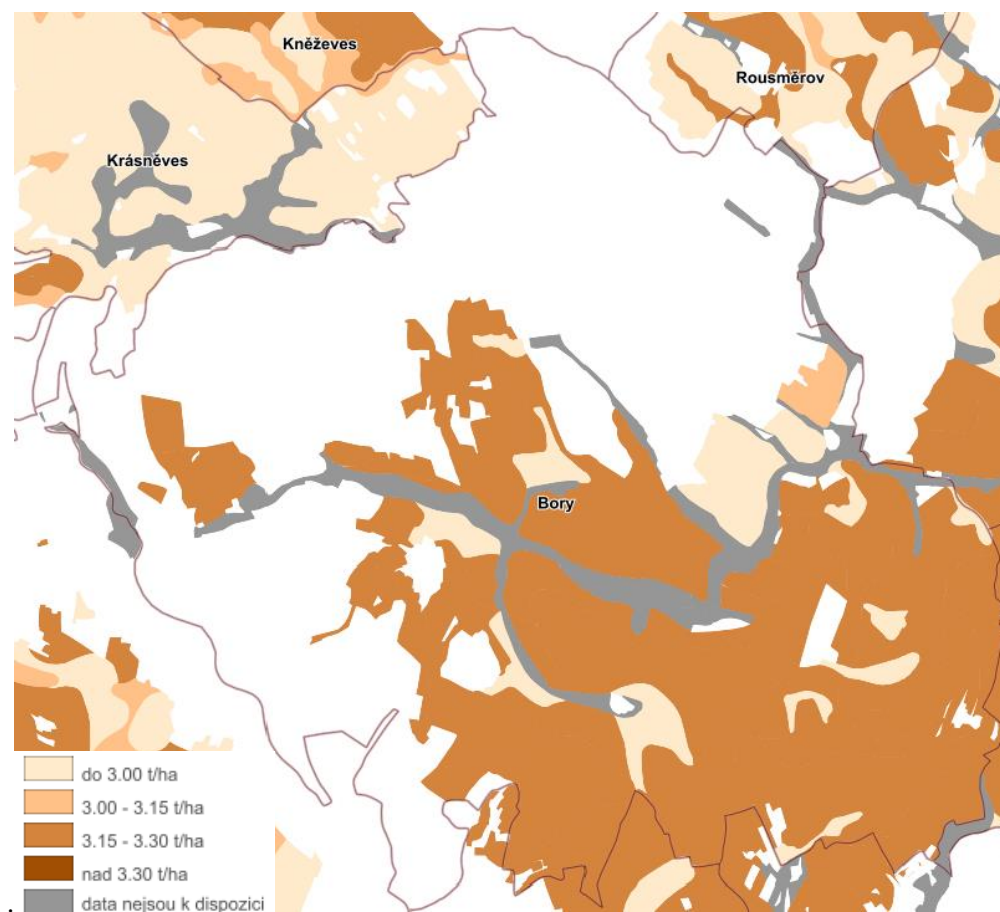 Kněževes
Rousměrov
Krásněves
Bory
do 3.00 t/ha
3.00 - 3.15 t/ha
3.15 - 3.30 t/ha
nad 3.30 t/ha
data nejsou k dispozici
.